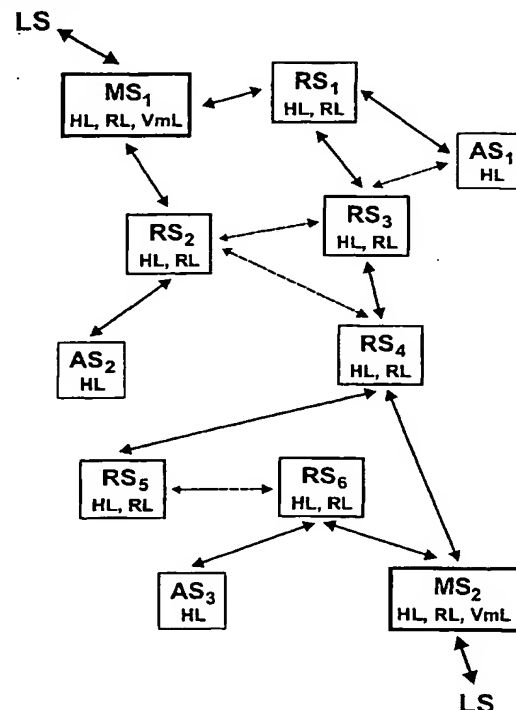 LS
MS₁
HL, RL, VmL
RS₁
HL, RL
AS₁
HL
RS₂
HL, RL
RS₃
HL, RL
AS₂
HL
RS₄
HL, RL
RS₅
HL, RL
RS₆
HL, RL
AS₃
HL
MS₂
HL, RL, VmL
LS